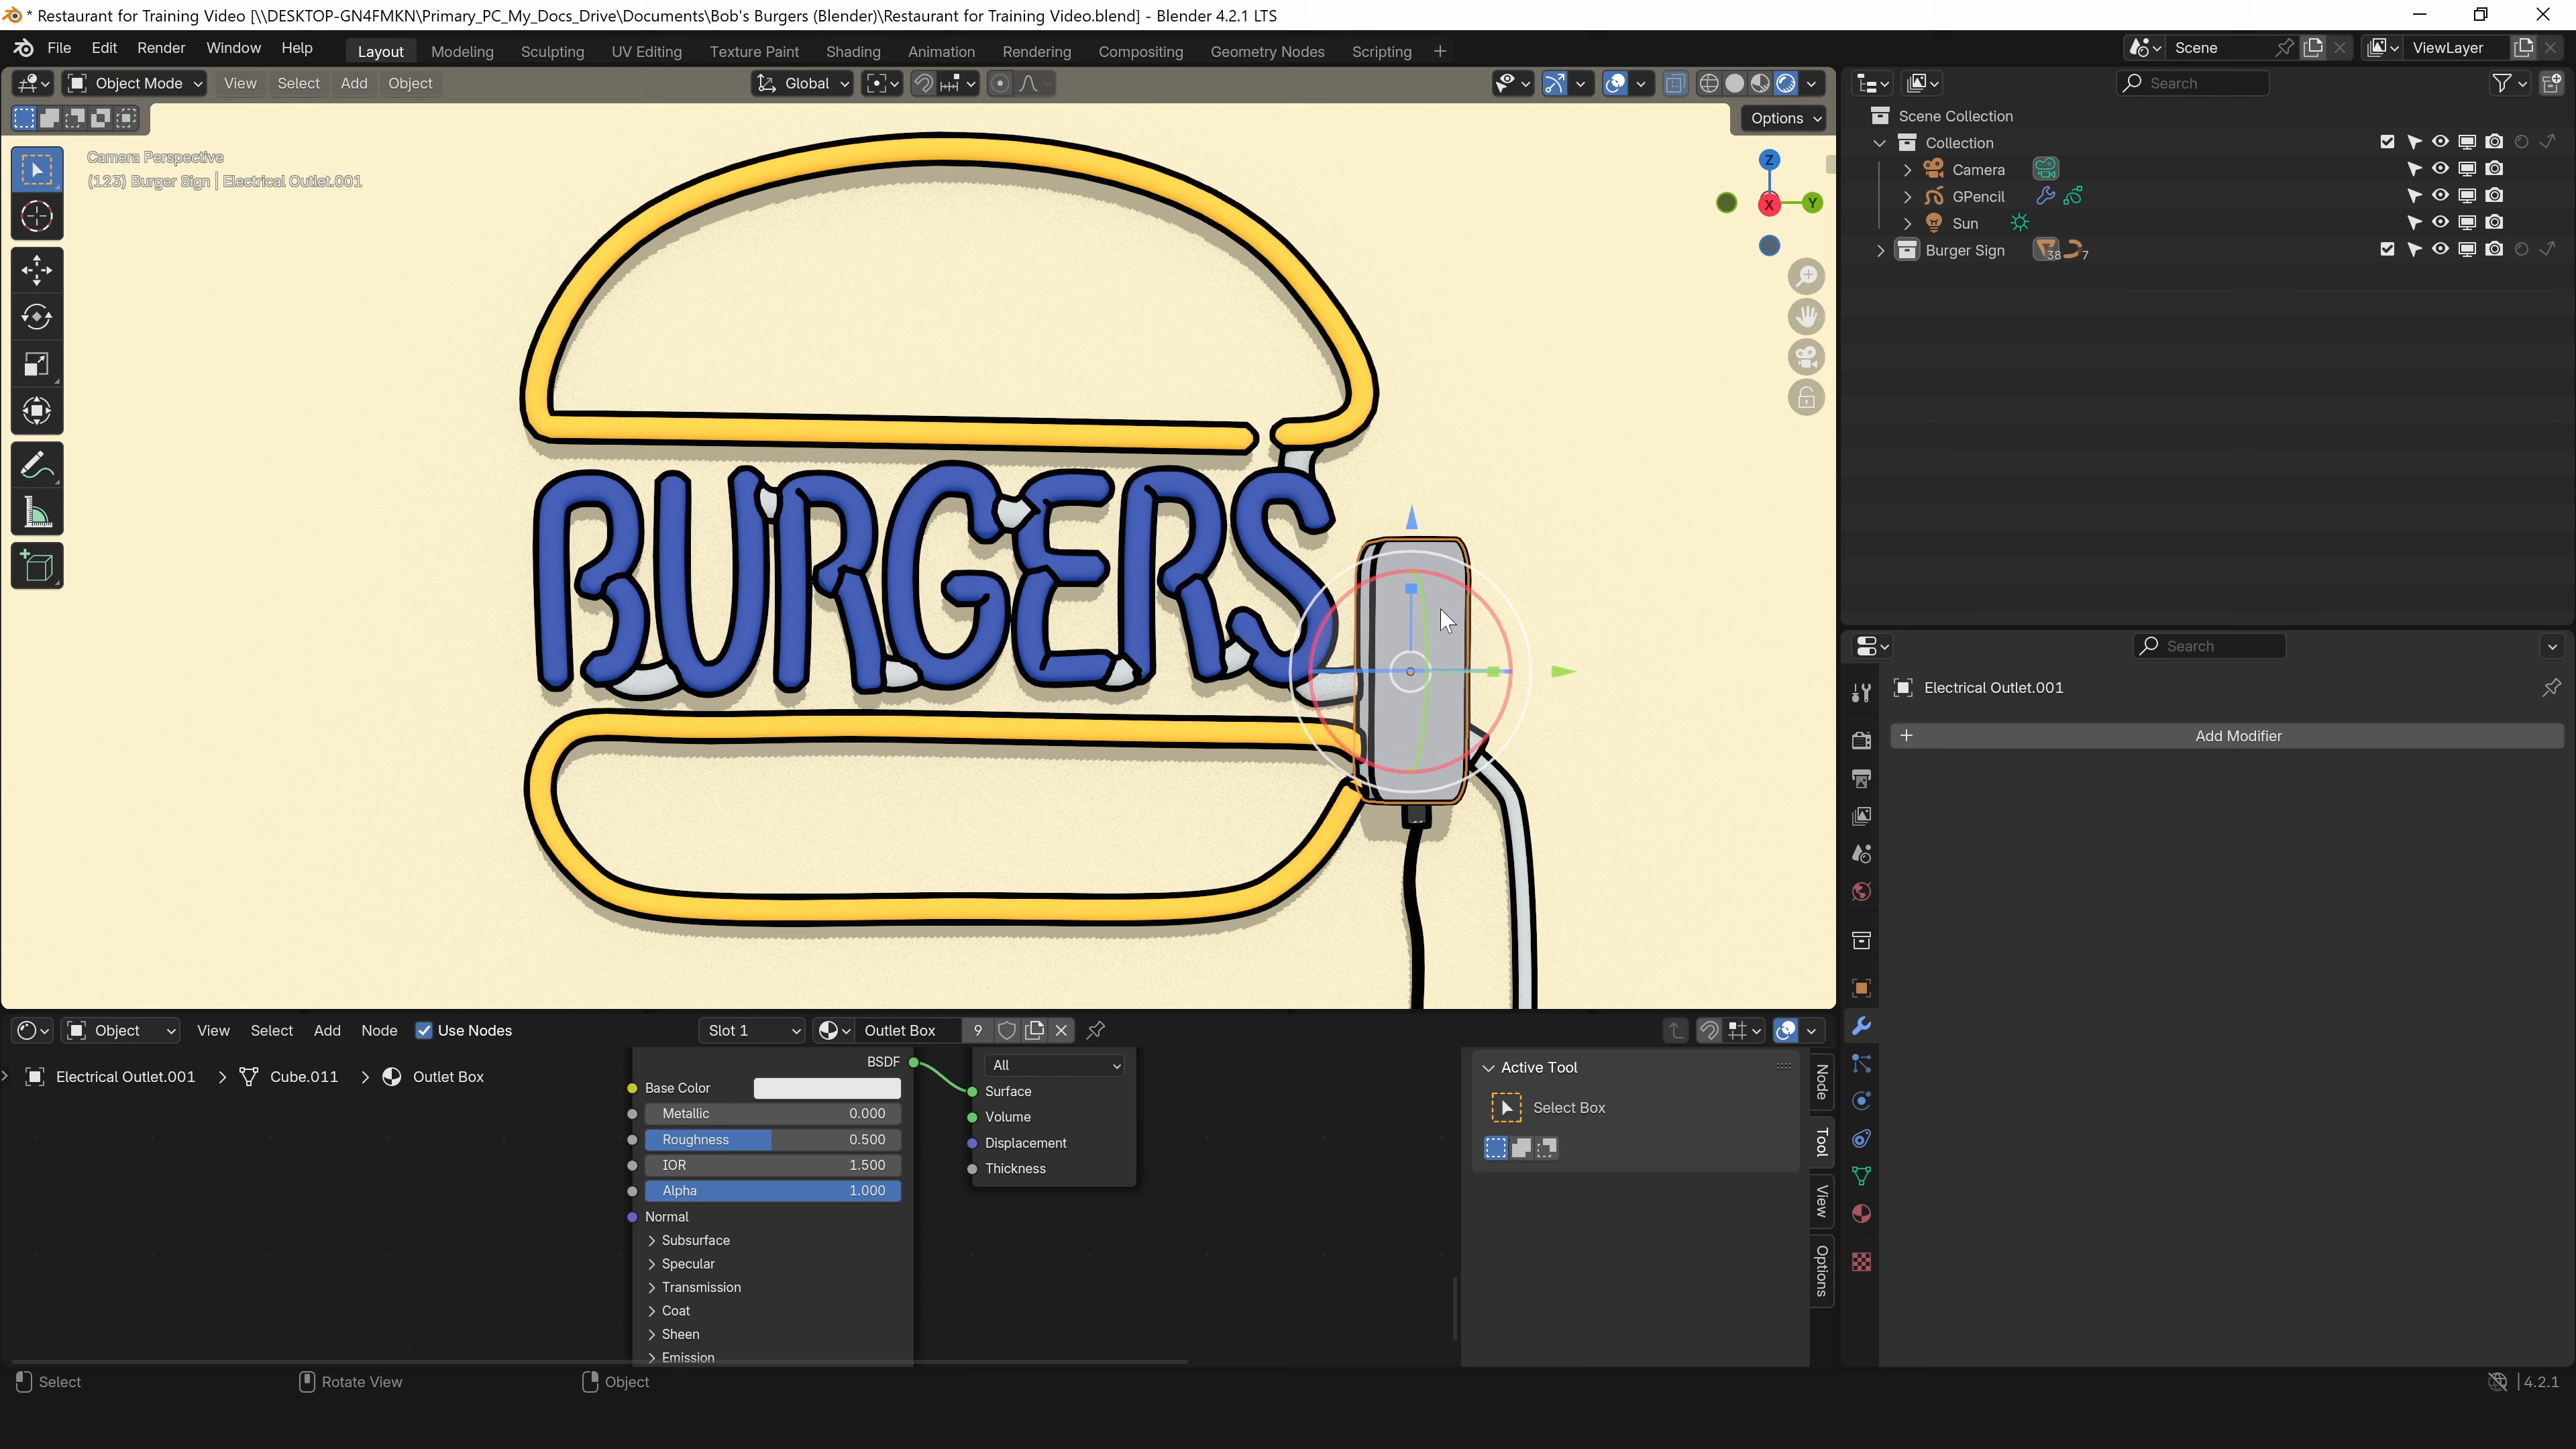 * Restaurant for Training Video [\\DESKTOP-GN4FMKN\Primary_PC_My_Docs_Drive\Documents\Bob's Burgers (Blender)\Restaurant for Training Video.blend] - Blender 4.2.1 LTS
File Edit Render Window Help Layout Modeling Sculpting UV Editing Texture Paint Shading Animation Rendering Compositing Geometry Nodes Scripting + Scene ViewLayer
Object Mode View Select Add Object Global Search
Options
Camera Perspective
(123) Burger Sign | Electrical Outlet.001
Z
X Y
Scene Collection
Collection
Camera
GPencil
Sun
Burger Sign 38 7
BURGERS
Search
Electrical Outlet.001
+ Add Modifier
Object View Select Add Node Use Nodes Slot 1 Outlet Box 9
Electrical Outlet.001 > Cube.011 > Outlet Box
BSDF
Base Color
Metallic 0.000
Roughness 0.500
IOR 1.500
Alpha 1.000
Normal
Subsurface
Specular
Transmission
Coat
Sheen
Emission
All
Surface
Volume
Displacement
Thickness
Active Tool
Select Box
Node
Tool
View
Options
Select Rotate View Object 4.2.1